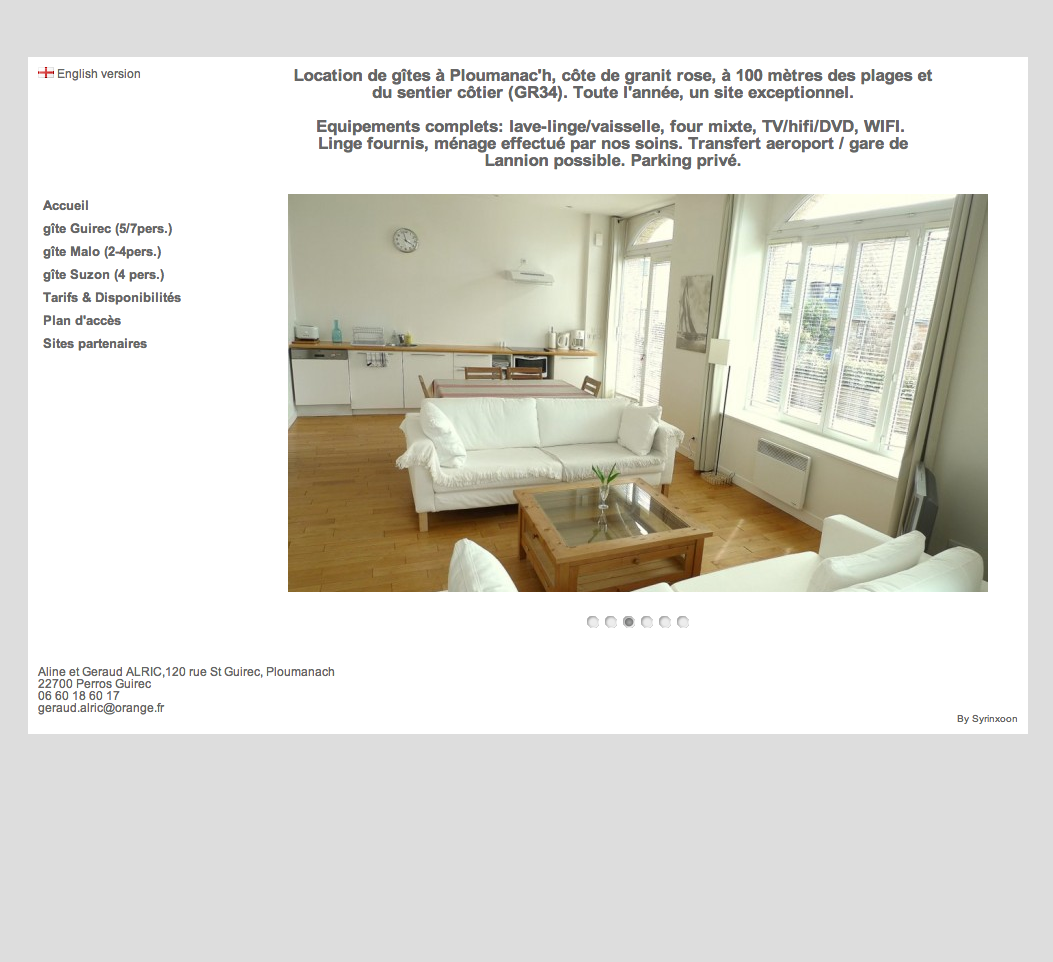 English version
Location de gîtes à Ploumanac'h, côte de granit rose, à 100 mètres des plages et
du sentier côtier (GR34). Toute l'année, un site exceptionnel.
Equipements complets: lave-linge/vaisselle, four mixte, TV/hifi/DVD, WIFI.
Linge fournis, ménage effectué par nos soins. Transfert aeroport / gare de
Lannion possible. Parking privé.
Accueil
gîte Guirec (5/7pers.)
gîte Malo (2-4pers.)
gîte Suzon (4 pers.)
Tarifs & Disponibilités
Plan d'accès
Sites partenaires
Aline et Geraud ALRIC,120 rue St Guirec, Ploumanach
22700 Perros Guirec
06 60 18 60 17
geraud.alric@orange.fr
By Syrinxoon